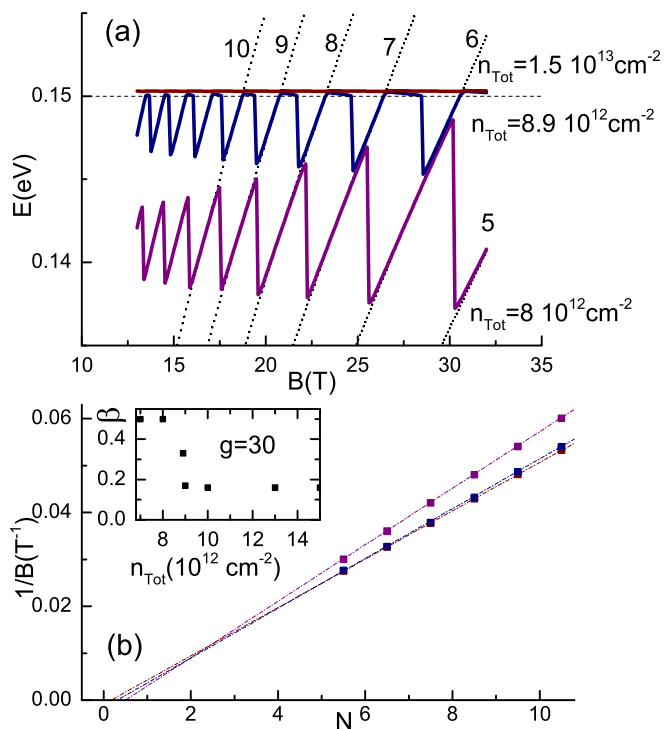 (a)
10 9 8 7 6
n_Tot=1.5 10^13cm^-2
n_Tot=8.9 10^12cm^-2
5
n_Tot=8 10^12cm^-2
0.15
0.14
E(eV)
10 15 20 25 30 35
B(T)
0.06
0.04
0.02
0.00
1/B(T^-1)
β
0.4
0.2
0.0
g=30
8 10 12 14
n_Tot(10^12 cm^-2)
(b)
0 2 4 6 8 10
N